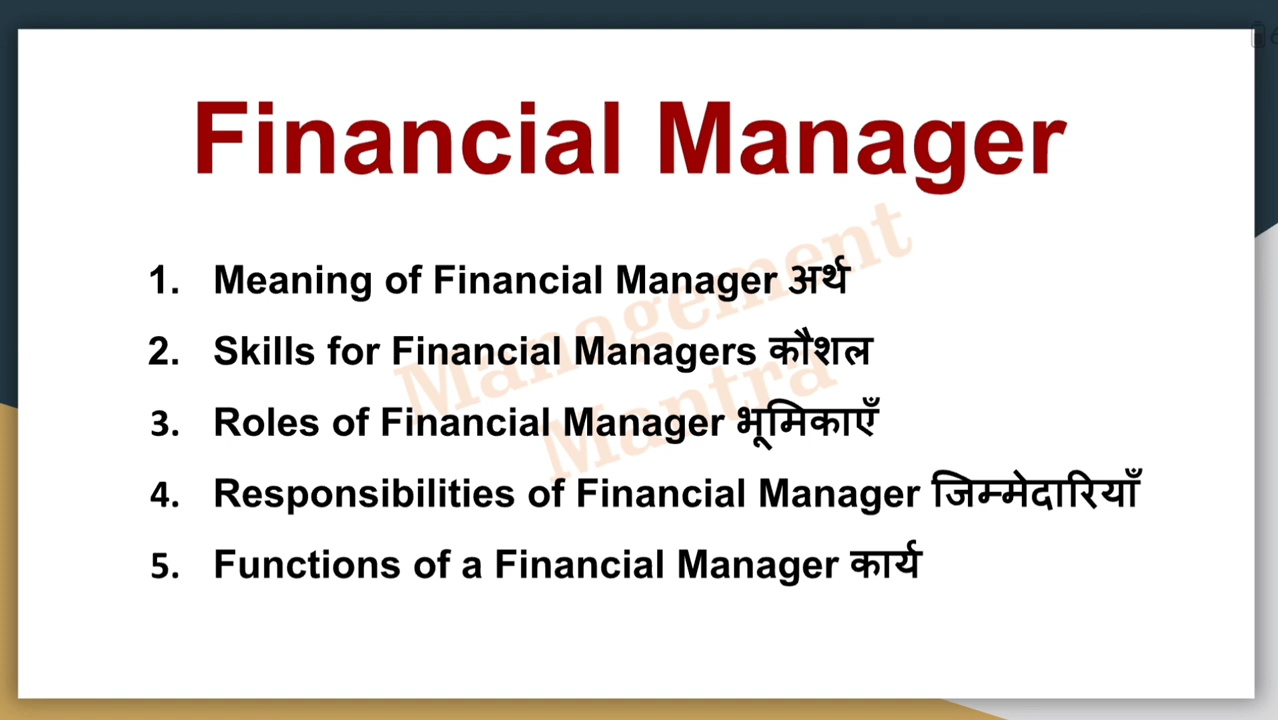 Financial Manager
1. Meaning of Financial Manager अर्थ
2. Skills for Financial Managers कौशल
3. Roles of Financial Manager भूमिकाएँ
4. Responsibilities of Financial Manager जिम्मेदारियाँ
5. Functions of a Financial Manager कार्य
Management
Mantra